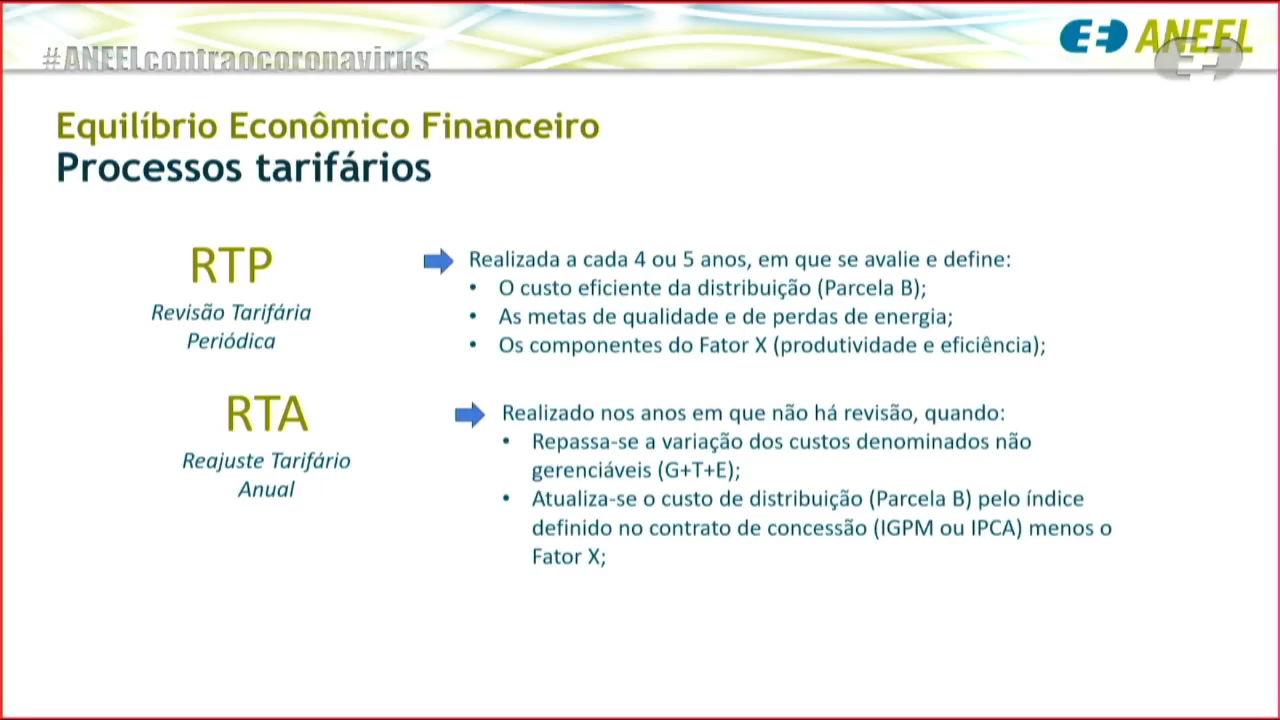 #ANEELcontraocoronavirus
ANEEL
Equilíbrio Econômico Financeiro
Processos tarifários
RTP
Revisão Tarifária
Periódica
Realizada a cada 4 ou 5 anos, em que se avalie e define:
• O custo eficiente da distribuição (Parcela B);
• As metas de qualidade e de perdas de energia;
• Os componentes do Fator X (produtividade e eficiência);
RTA
Reajuste Tarifário
Anual
Realizado nos anos em que não há revisão, quando:
• Repassa-se a variação dos custos denominados não
gerenciáveis (G+T+E);
• Atualiza-se o custo de distribuição (Parcela B) pelo índice
definido no contrato de concessão (IGPM ou IPCA) menos o
Fator X;